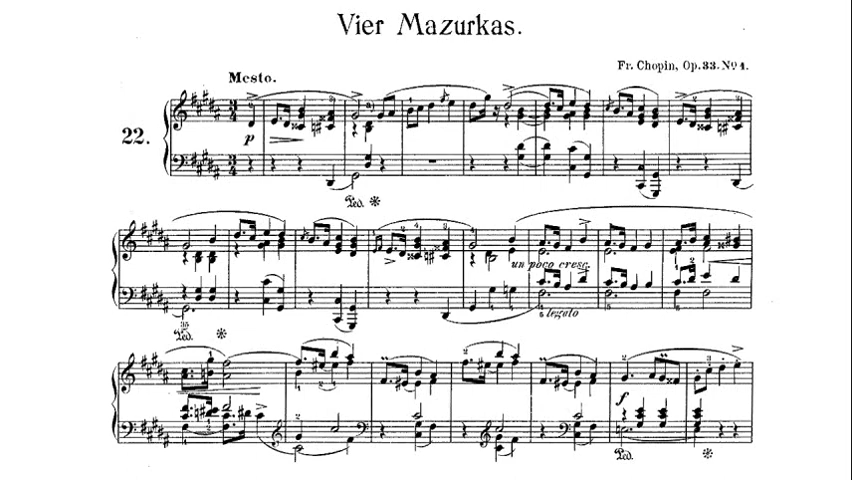 Vier Mazurkas.
Fr. Chopin, Op. 33. No 1.
Mesto.
22.
p
Ped. *
un poco cresc.
legato
Ped. *
f
Ped. *